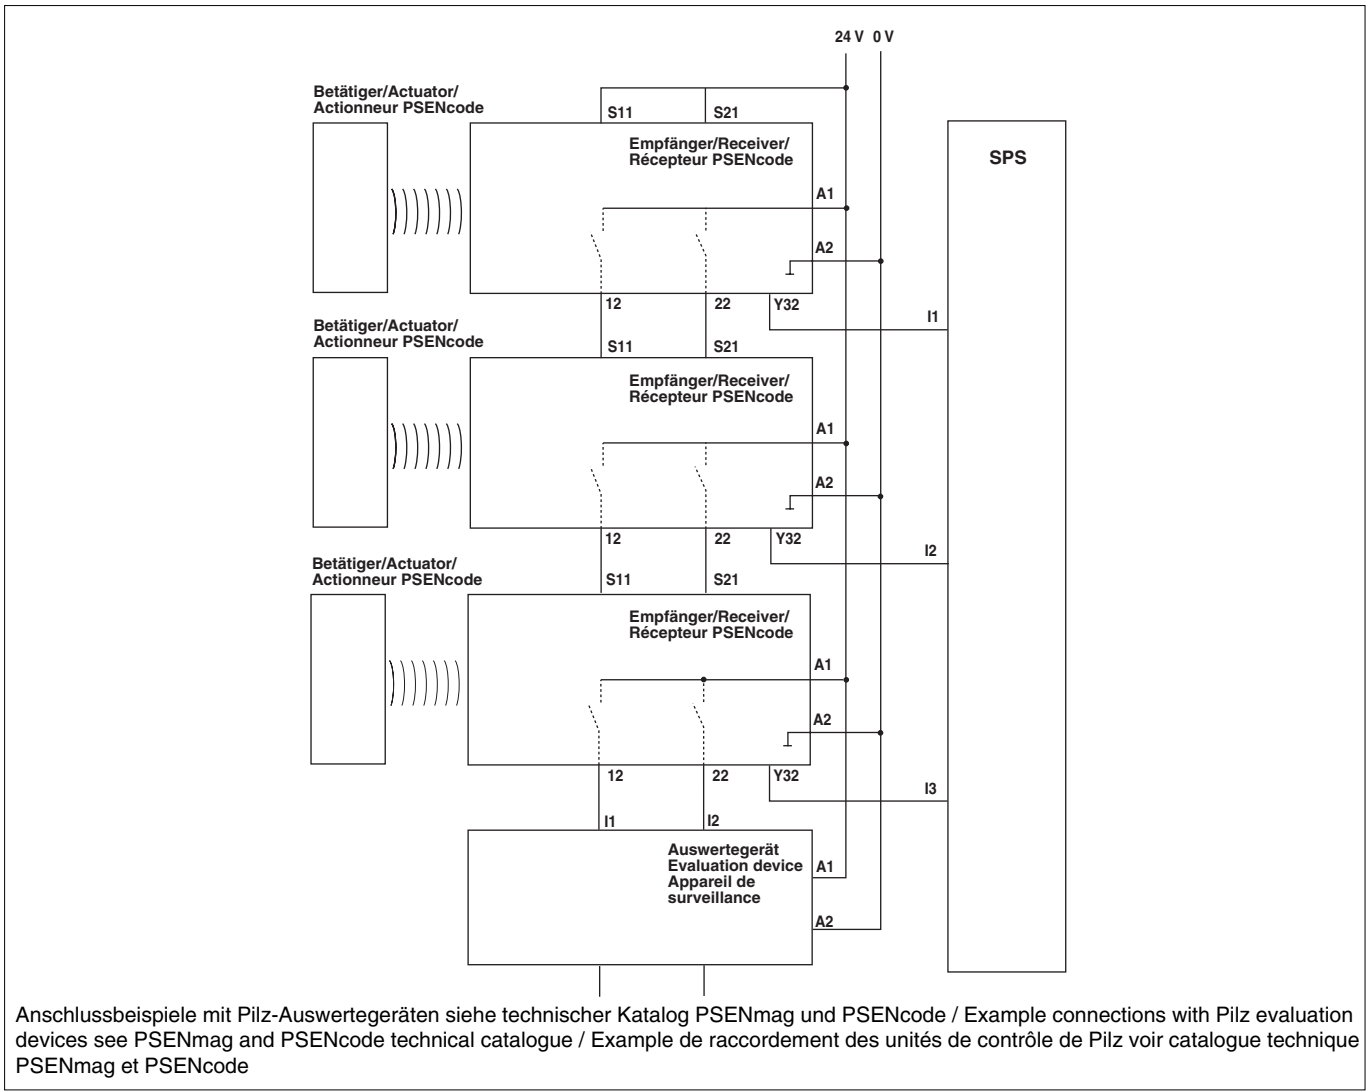 24 V 0 V
Betätiger/Actuator/
Actionneur PSENcode
S11 S21
Empfänger/Receiver/
Récepteur PSENcode
SPS
A1
A2
12 22 Y32
I1
Betätiger/Actuator/
Actionneur PSENcode
S11 S21
Empfänger/Receiver/
Récepteur PSENcode
A1
A2
12 22 Y32
I2
Betätiger/Actuator/
Actionneur PSENcode
S11 S21
Empfänger/Receiver/
Récepteur PSENcode
A1
A2
12 22 Y32
I3
I1 I2
Auswertegerät
Evaluation device
Appareil de
surveillance
A1
A2
Anschlussbeispiele mit Pilz-Auswertegeräten siehe technischer Katalog PSENmag und PSENcode / Example connections with Pilz evaluation
devices see PSENmag and PSENcode technical catalogue / Example de raccordement des unités de contrôle de Pilz voir catalogue technique
PSENmag et PSENcode